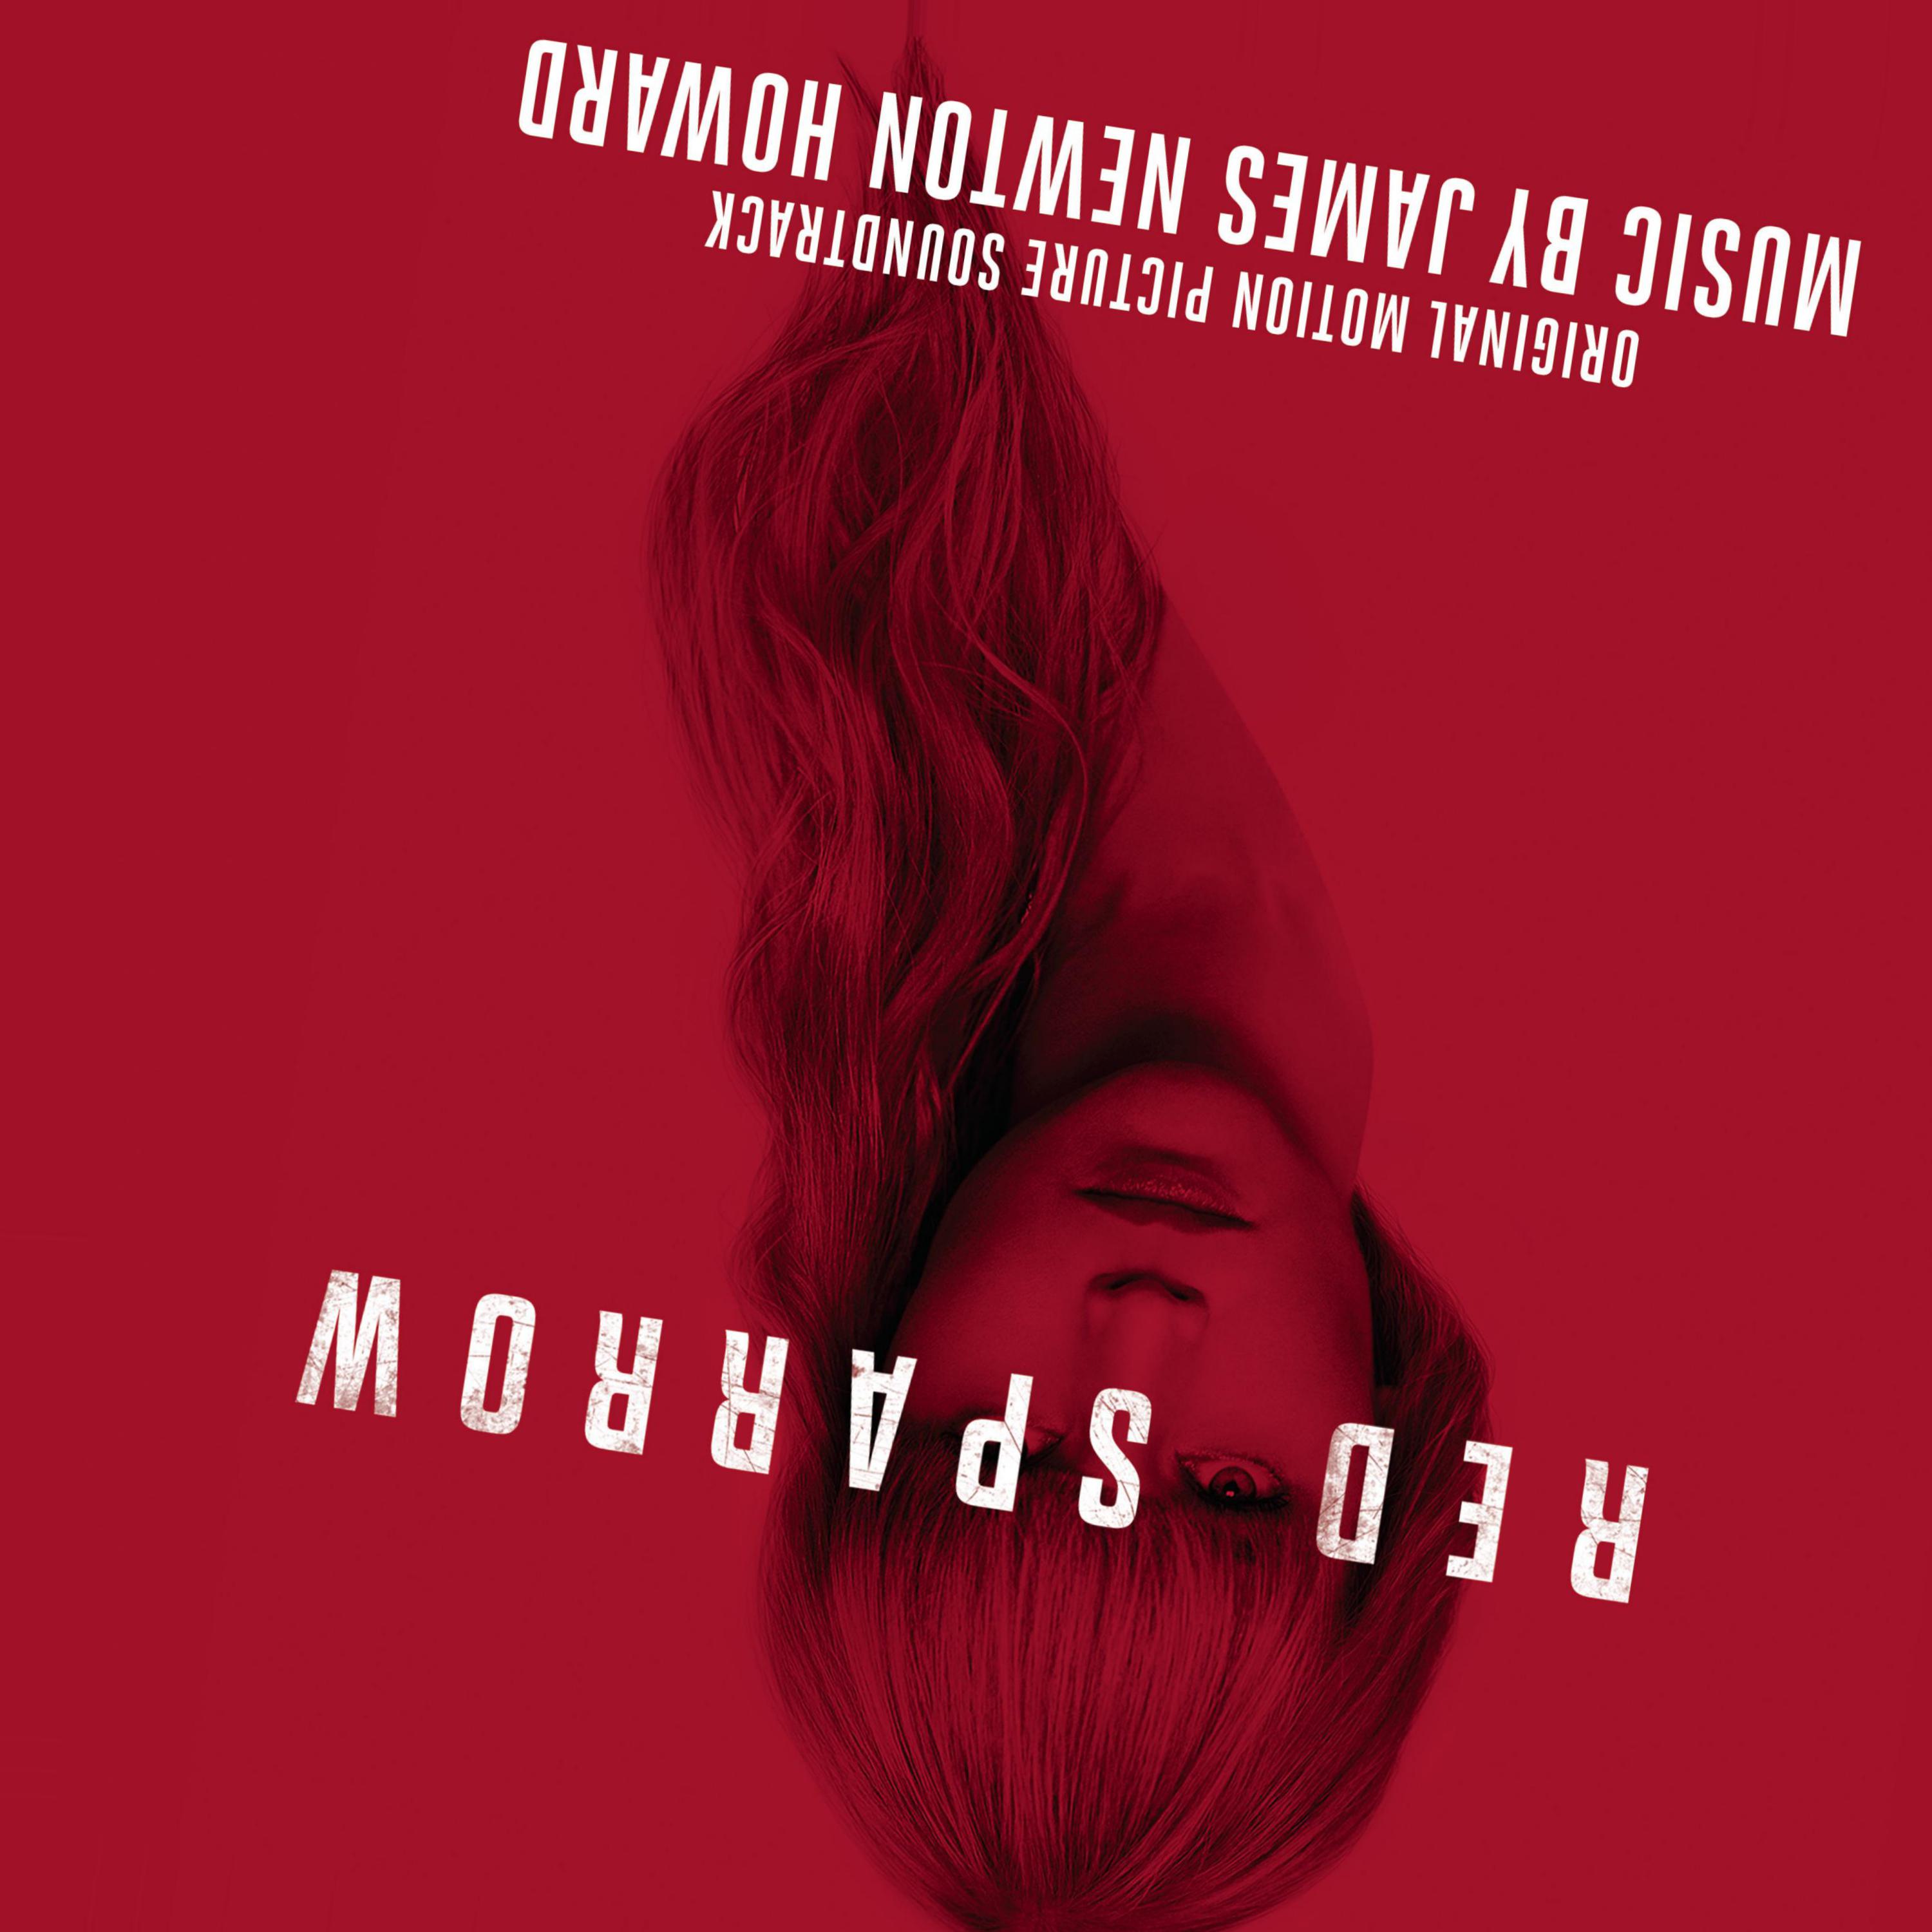 RED SPARROW
ORIGINAL MOTION PICTURE SOUNDTRACK
MUSIC BY JAMES NEWTON HOWARD